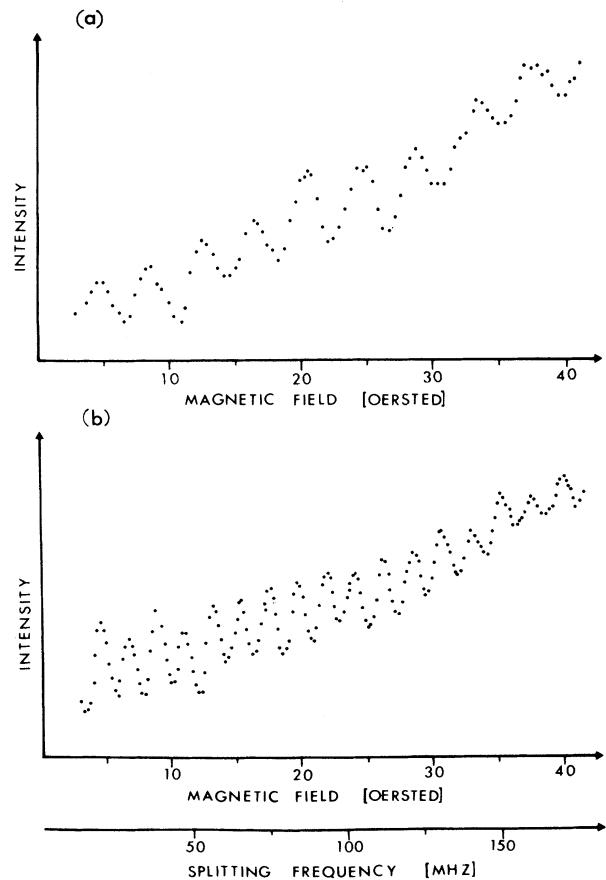 (a)
INTENSITY
10 20 30 40
MAGNETIC FIELD [OERSTED]
(b)
INTENSITY
10 20 30 40
MAGNETIC FIELD [OERSTED]
50 100 150
SPLITTING FREQUENCY [MHZ]